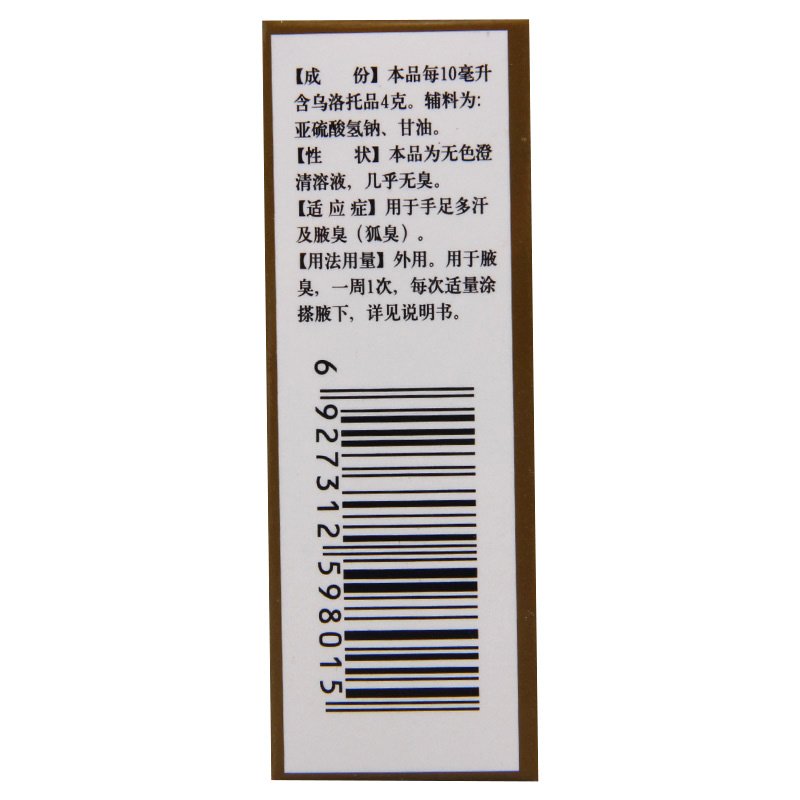 【成 份】本品每10毫升
含乌洛托品4克。辅料为:
亚硫酸氢钠、甘油。
【性 状】本品为无色澄
清溶液，几乎无臭。
【适 应 症】用于手足多汗
及腋臭（狐臭）。
【用法用量】外用。用于腋
臭，一周1次，每次适量涂
搽腋下，详见说明书。
6 927312 598015